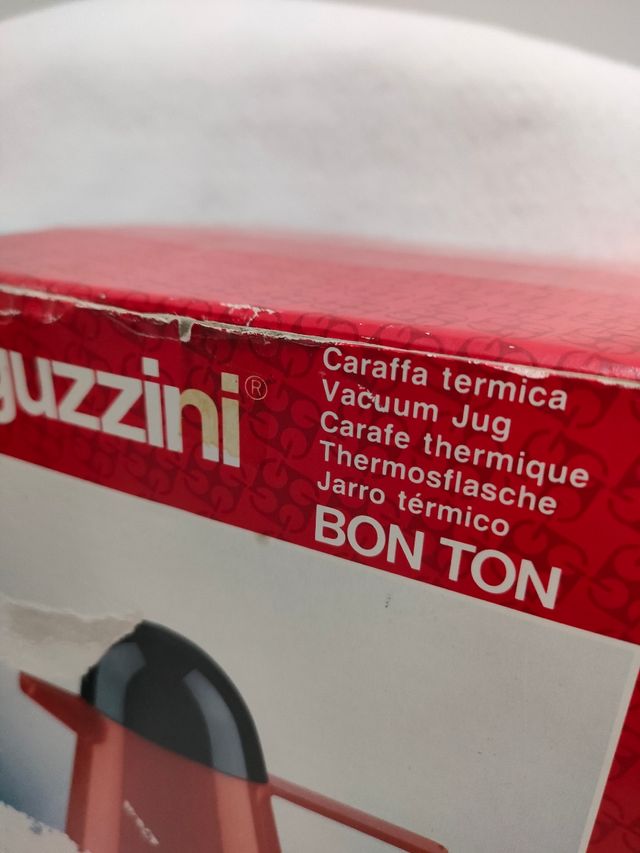 guzzini®
Caraffa termica
Vacuum Jug
Carafe thermique
Thermosflasche
Jarro térmico
BON TON